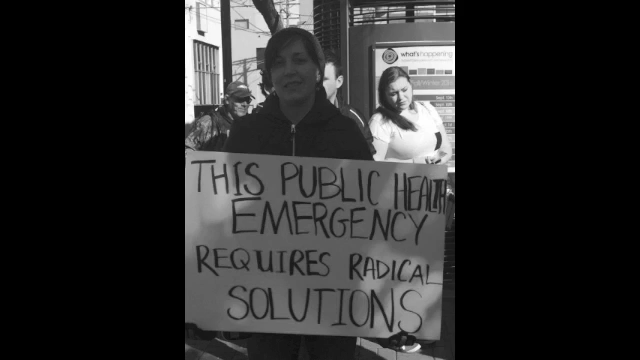 what's happening
THIS PUBLIC HEALTH
EMERGENCY
REQUIRES RADICAL
SOLUTIONS